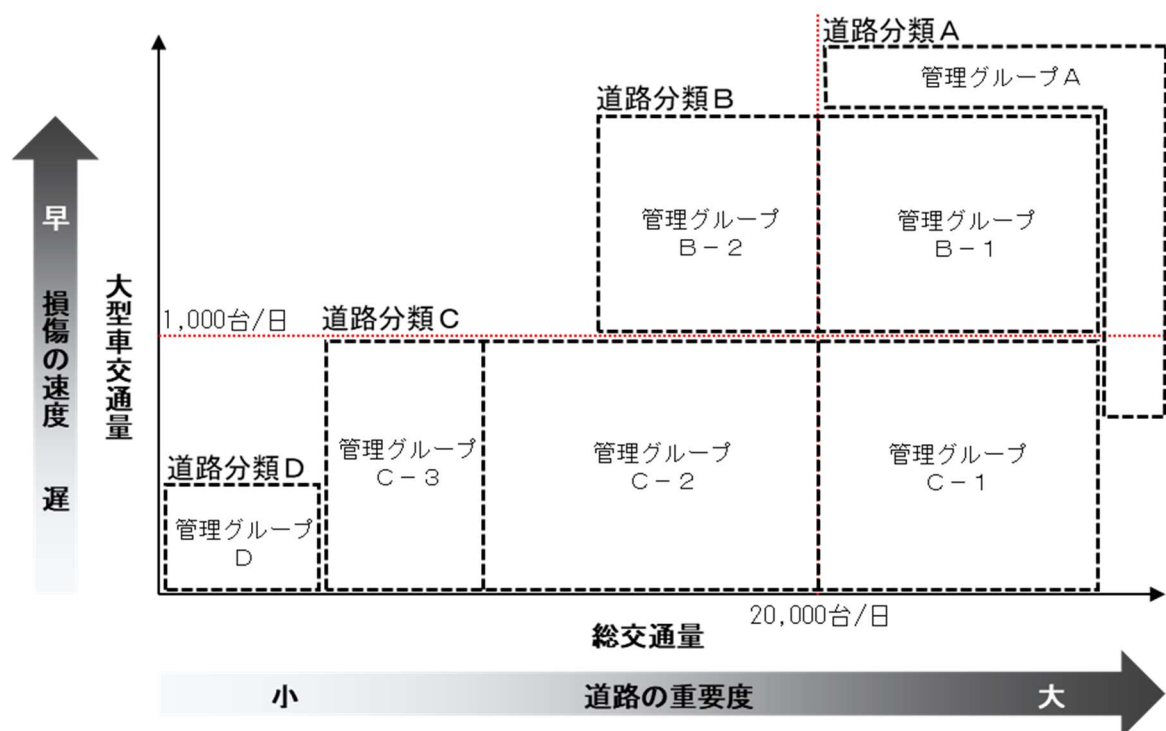 道路分類A
管理グループA
道路分類B
管理グループ
B-2
管理グループ
B-1
早
損傷の速度
遅
大型車交通量
1,000台/日
道路分類C
管理グループ
C-3
管理グループ
C-2
管理グループ
C-1
道路分類D
管理グループ
D
20,000台/日
総交通量
小
道路の重要度
大